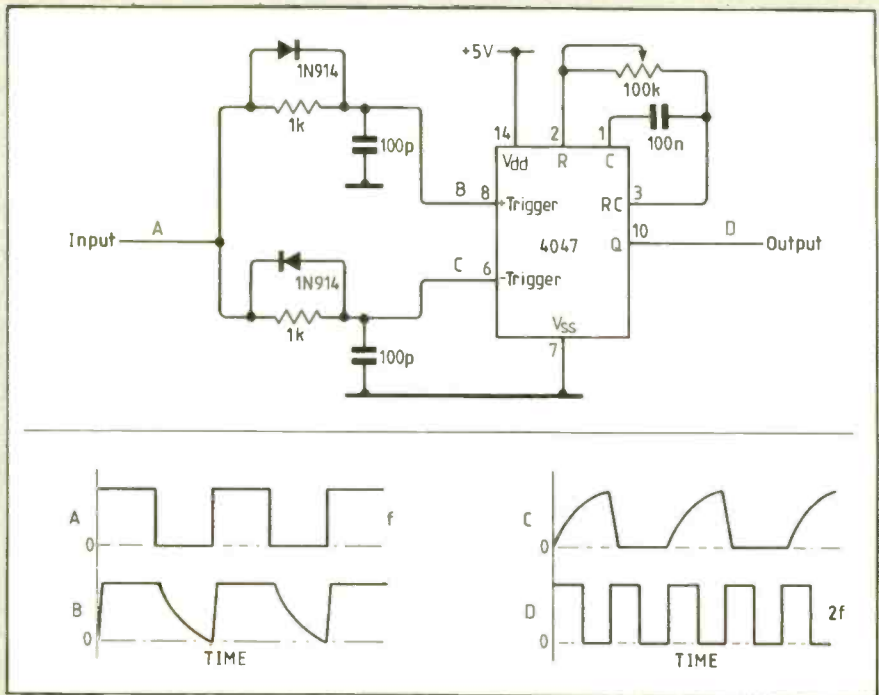 +5V
1N914
1k
100p
100k
100n
14
2
1
Vdd
R
C
B
8
+Trigger
RC
3
Input
A
4047
Q
10
D
Output
C
6
-Trigger
1N914
1k
100p
Vss
7
A
0
f
B
0
TIME
C
0
D
0
2f
TIME